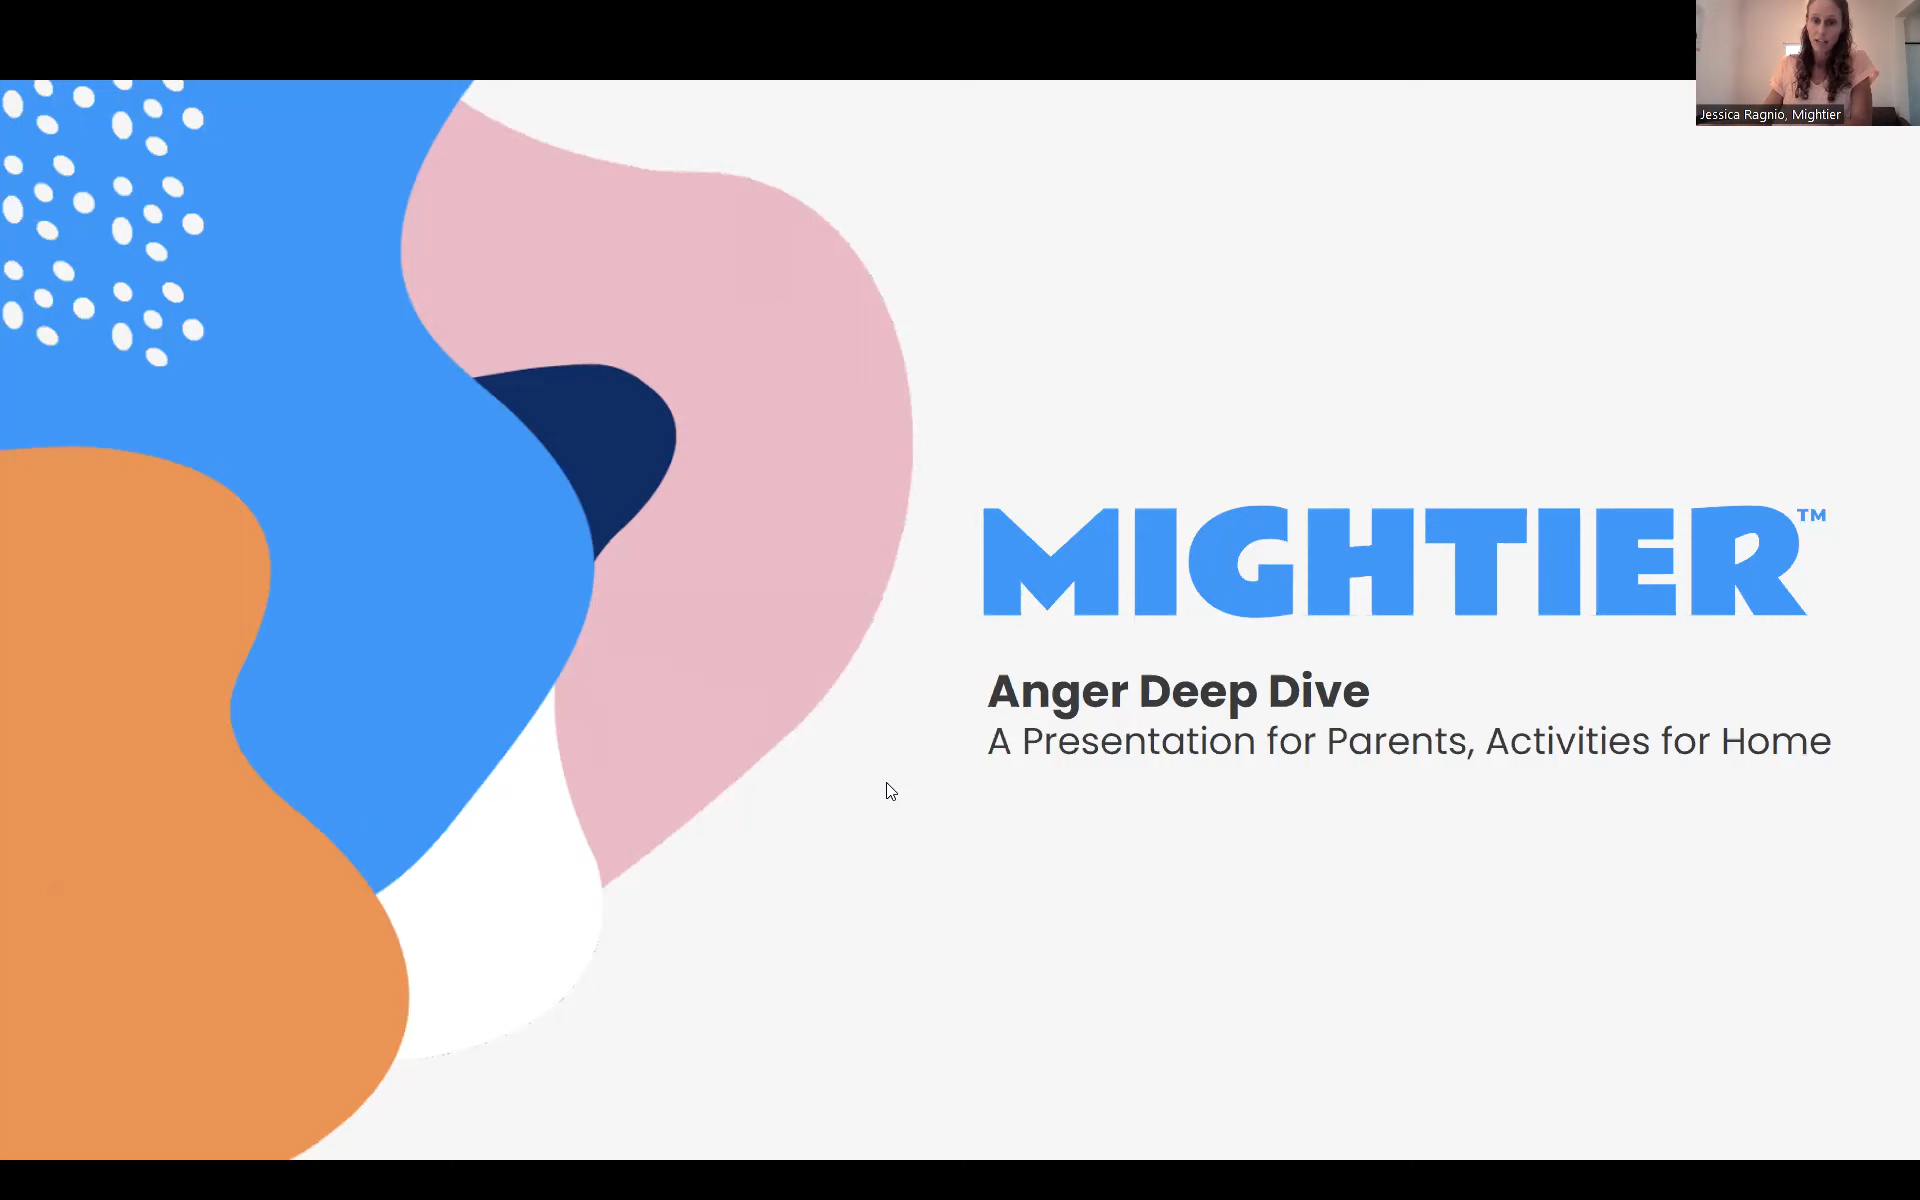 Jessica Ragnio, Mightier
MIGHTIER™
Anger Deep Dive
A Presentation for Parents, Activities for Home